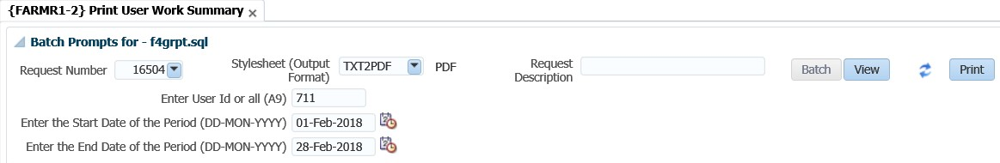 {FARMR1-2} Print User Work Summary
Batch Prompts for - f4grpt.sql
Request Number 16504 Stylesheet (Output Format) TXT2PDF PDF Request Description Batch View Print
Enter User Id or all (A9) 711
Enter the Start Date of the Period (DD-MON-YYYY) 01-Feb-2018
Enter the End Date of the Period (DD-MON-YYYY) 28-Feb-2018